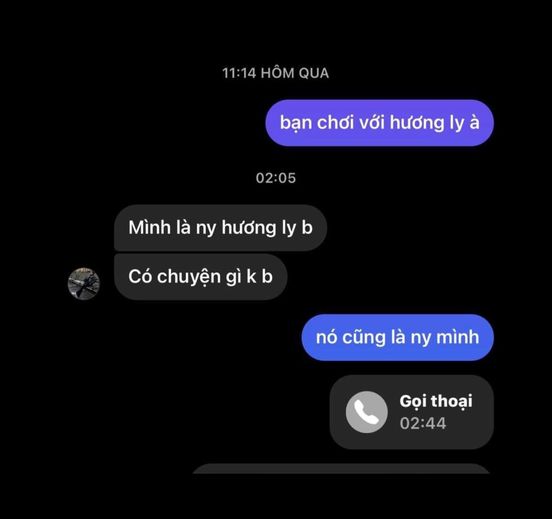 11:14 HÔM QUA
bạn chơi với hương ly à
02:05
Mình là ny hương ly b
Có chuyện gì k b
nó cũng là ny mình
Gọi thoại
02:44